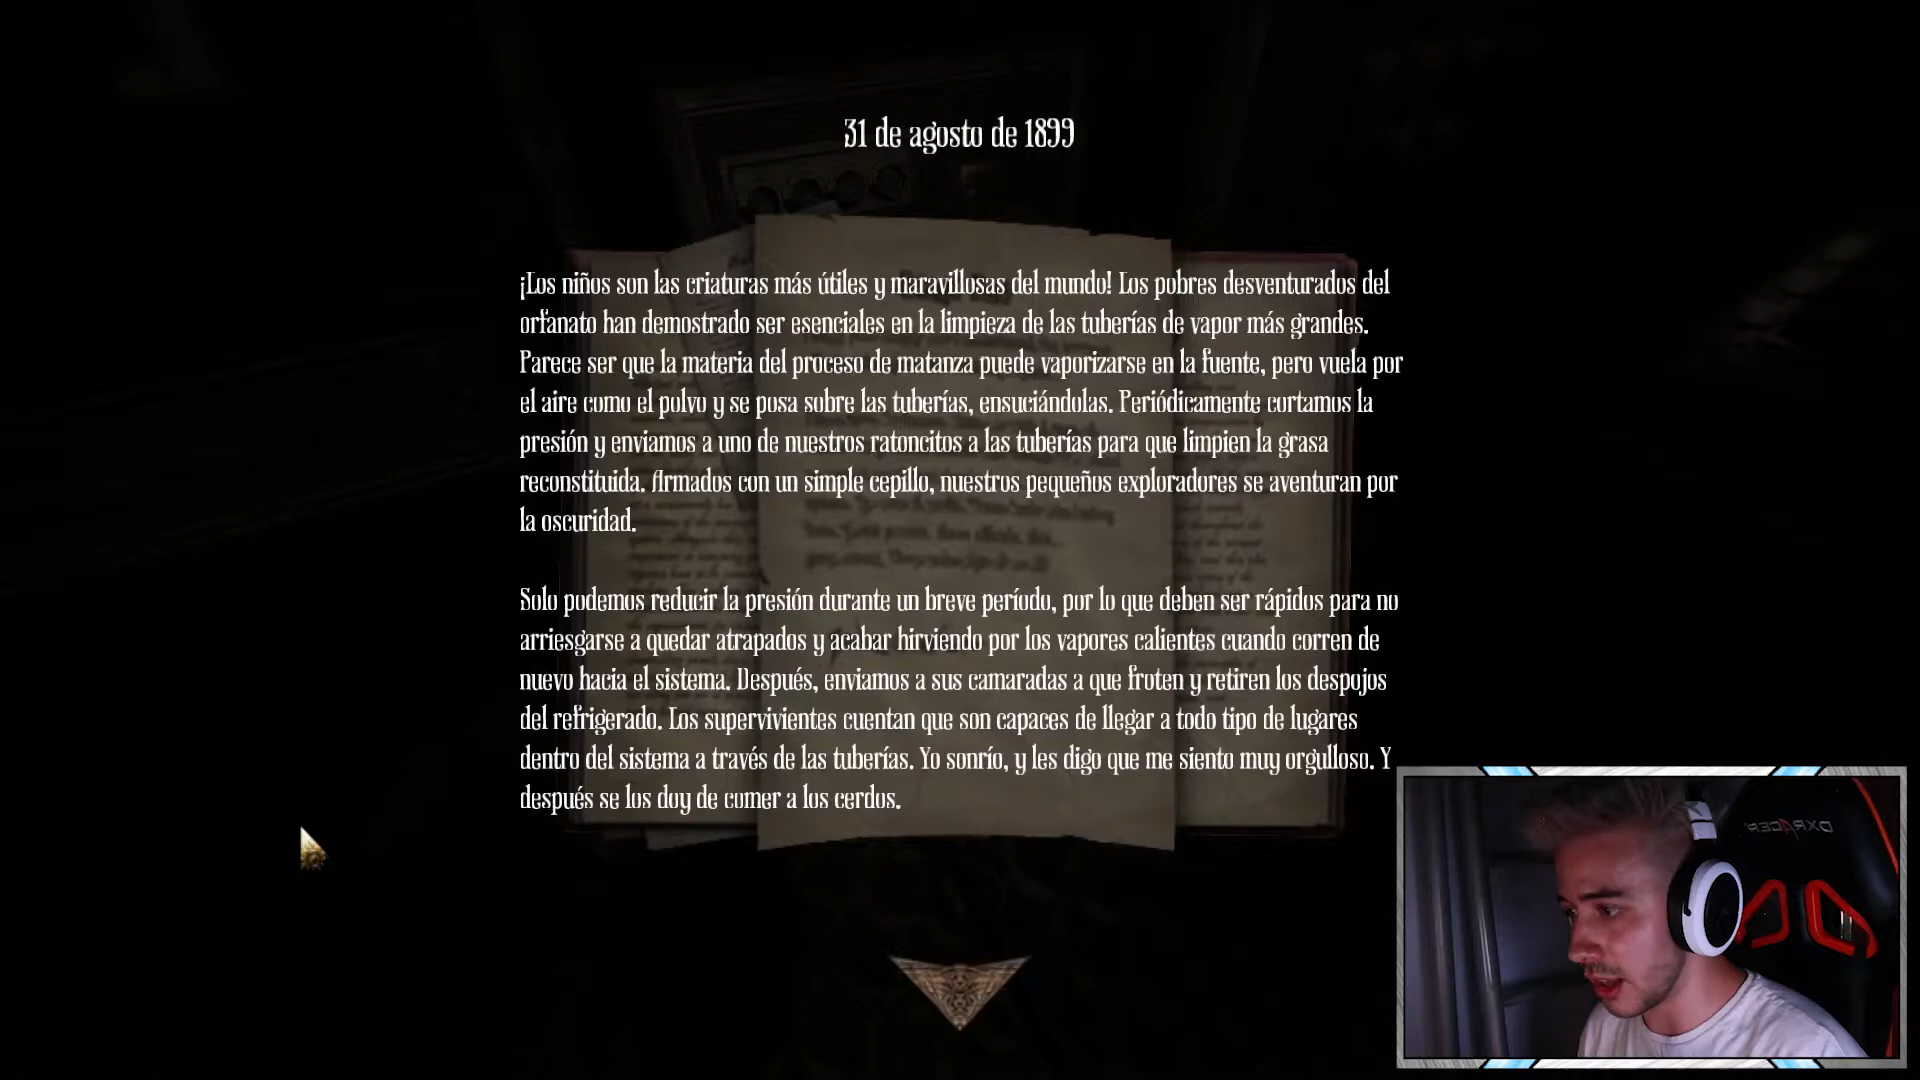 31 de agosto de 1899
¡Los niños son las criaturas más útiles y maravillosas del mundo! Los pobres desventurados del
orfanato han demostrado ser esenciales en la limpieza de las tuberías de vapor más grandes.
Parece ser que la materia del proceso de matanza puede vaporizarse en la fuente, pero vuela por
el aire como el polvo y se posa sobre las tuberías, ensuciándolas. Periódicamente cortamos la
presión y enviamos a uno de nuestros ratoncitos a las tuberías para que limpien la grasa
reconstituida. Armados con un simple cepillo, nuestros pequeños exploradores se aventuran por
la oscuridad.
Solo podemos reducir la presión durante un breve período, por lo que deben ser rápidos para no
arriesgarse a quedar atrapados y acabar hirviendo por los vapores calientes cuando corren de
nuevo hacia el sistema. Después, enviamos a sus camaradas a que froten y retiren los despojos
del refrigerado. Los supervivientes cuentan que son capaces de llegar a todo tipo de lugares
dentro del sistema a través de las tuberías. Yo sonrío, y les digo que me siento muy orgulloso. Y
después se los doy de comer a los cerdos.
DXRACER